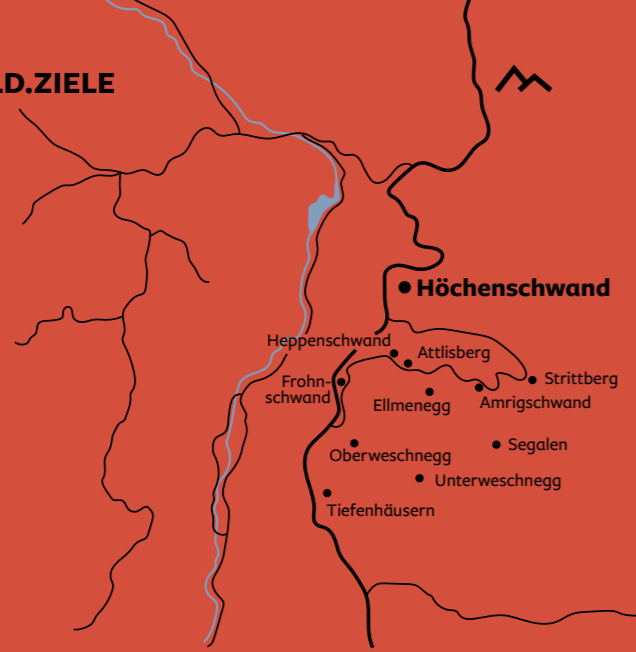 .D.ZIELE
Höchenschwand
Heppenschwand
Attlisberg
Frohn-
schwand
Strittberg
Ellmenegg
Amrigschwand
Oberweschnegg
Segalen
Unterweschnegg
Tiefenhäusern